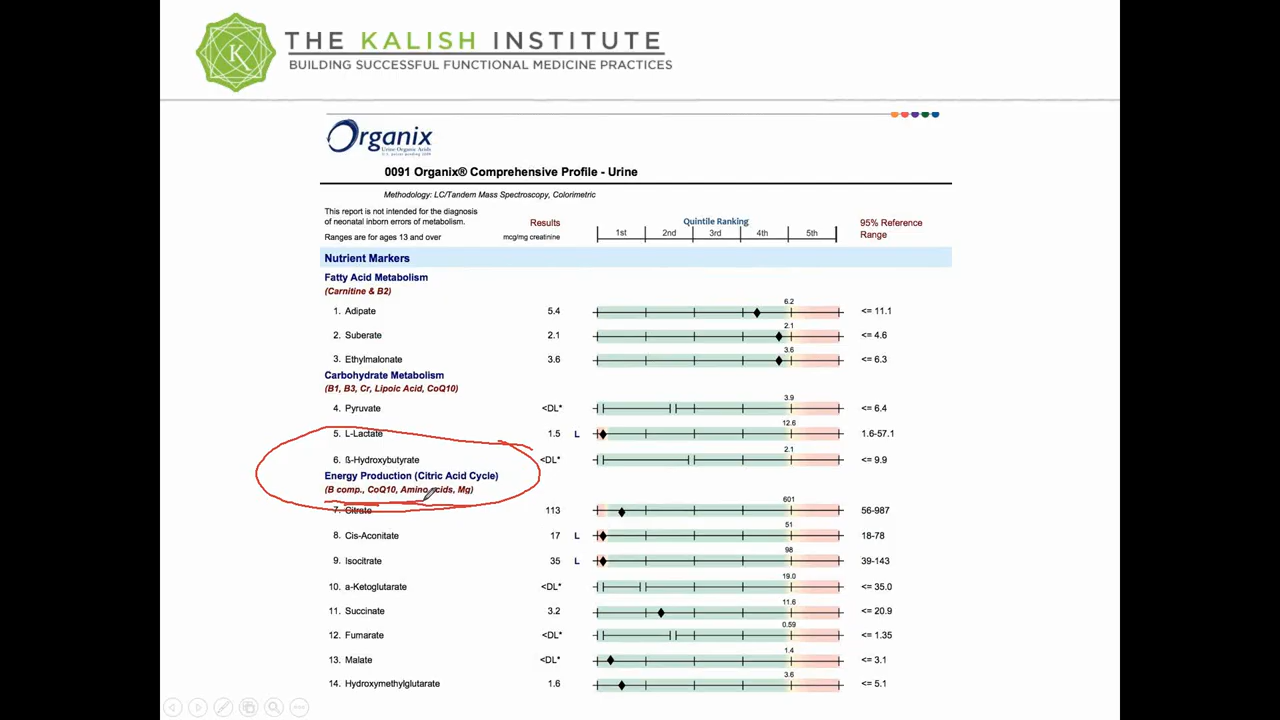 THE KALISH INSTITUTE
K
BUILDING SUCCESSFUL FUNCTIONAL MEDICINE PRACTICES
Organix
Urine Organic Acids
0091 Organix® Comprehensive Profile - Urine
Methodology: LC/Tandem Mass Spectroscopy, Colorimetric
This report is not intended for the diagnosis
of neonatal inborn errors of metabolism.
Ranges are for ages 13 and over
Results
mcg/mg creatinine
Quintile Ranking
1st 2nd 3rd 4th 5th
95% Reference
Range
Nutrient Markers
Fatty Acid Metabolism
(Carnitine & B2)
1. Adipate 5.4 6.2 <= 11.1
2. Suberate 2.1 2.1 <= 4.6
3. Ethylmalonate 3.6 3.6 <= 6.3
Carbohydrate Metabolism
(B1, B3, Cr, Lipoic Acid, CoQ10)
4. Pyruvate <DL* 3.9 <= 6.4
5. L-Lactate 1.5 L 12.6 1.6-57.1
6. ß-Hydroxybutyrate <DL* 2.1 <= 9.9
Energy Production (Citric Acid Cycle)
(B comp., CoQ10, Amino acids, Mg)
7. Citrate 113 601 56-987
8. Cis-Aconitate 17 L 51 18-78
9. Isocitrate 35 L 98 39-143
10. a-Ketoglutarate <DL* 19.0 <= 35.0
11. Succinate 3.2 11.6 <= 20.9
12. Fumarate <DL* 0.59 <= 1.35
13. Malate <DL* 1.4 <= 3.1
14. Hydroxymethylglutarate 1.6 3.6 <= 5.1